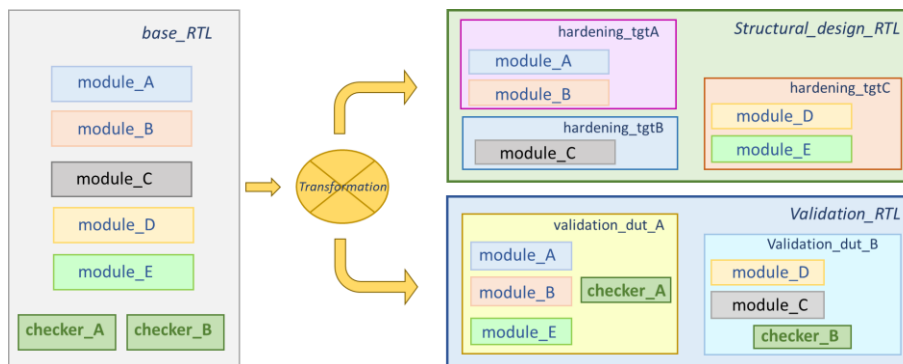 base_RTL
module_A
module_B
module_C
module_D
module_E
checker_A
checker_B
Transformation
Structural_design_RTL
hardening_tgtA
module_A
module_B
hardening_tgtB
module_C
hardening_tgtC
module_D
module_E
Validation_RTL
validation_dut_A
module_A
module_B
checker_A
module_E
Validation_dut_B
module_D
module_C
checker_B